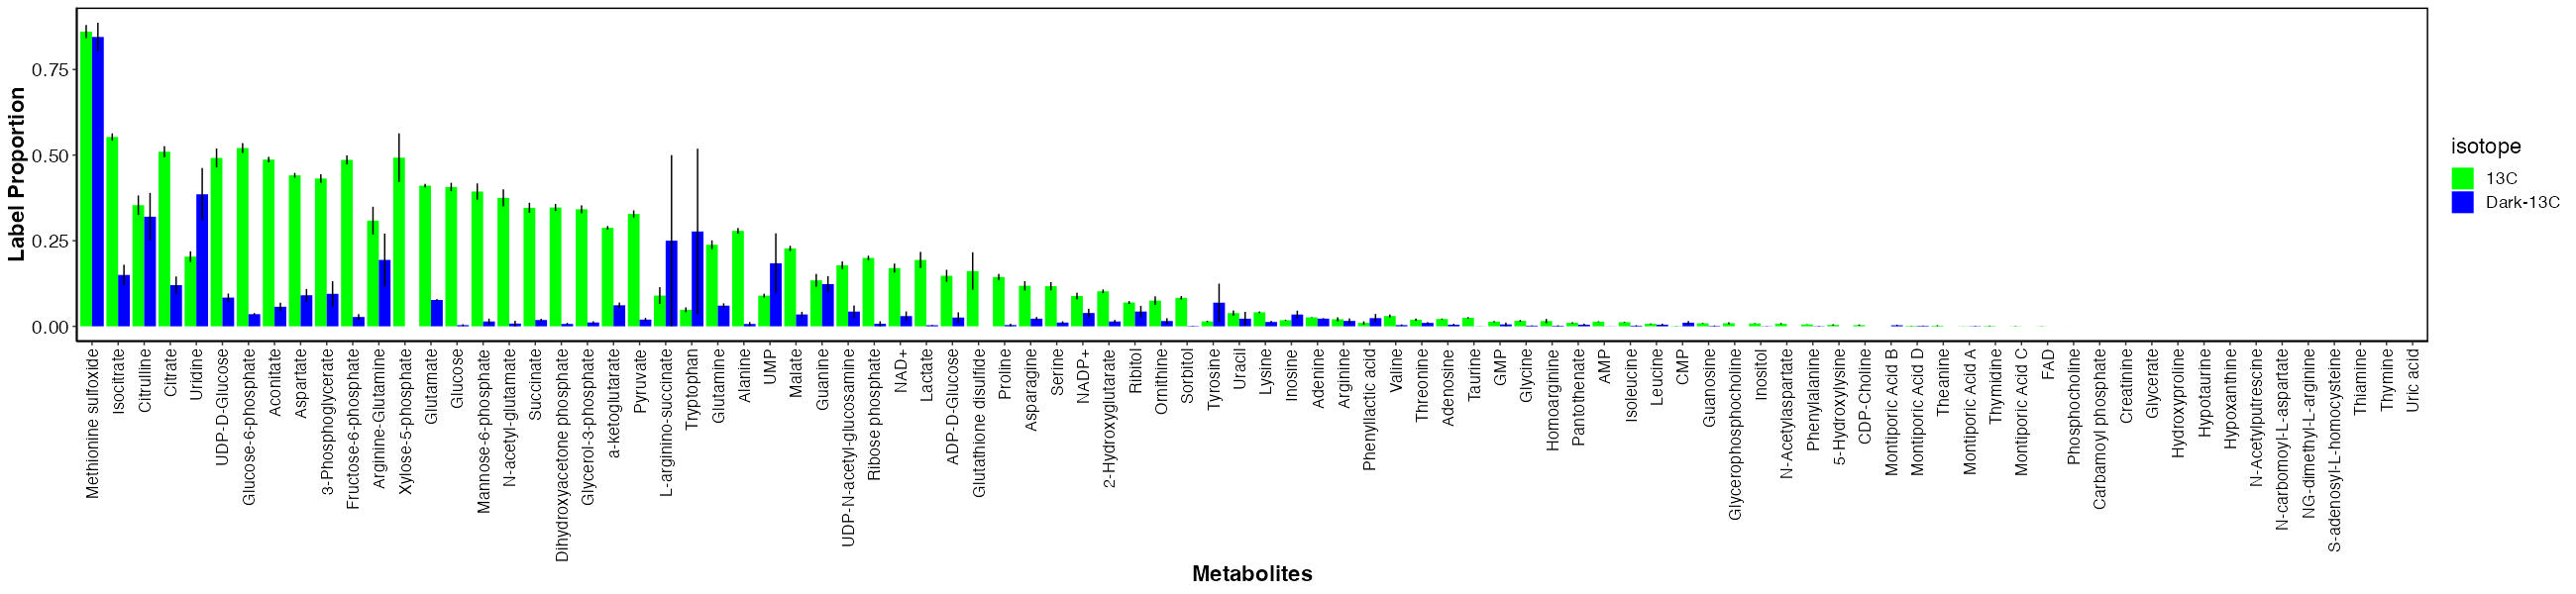 Label Proportion
0.75
0.50
0.25
0.00
Methionine sulfoxide
Isocitrate
Citrulline
Citrate
Uridine
UDP-D-Glucose
Glucose-6-phosphate
Aconitate
Aspartate
3-Phosphoglycerate
Fructose-6-phosphate
Arginine-Glutamine
Xylose-5-phosphate
Glutamate
Glucose
Mannose-6-phosphate
N-acetyl-glutamate
Succinate
Dihydroxyacetone phosphate
Glycerol-3-phosphate
a-ketoglutarate
Pyruvate
L-arginino-succinate
Tryptophan
Glutamine
Alanine
UMP
Malate
Guanine
UDP-N-acetyl-glucosamine
Ribose phosphate
NAD+
Lactate
ADP-D-Glucose
Glutathione disulfide
Proline
Asparagine
Serine
NADP+
2-Hydroxyglutarate
Ribitol
Ornithine
Sorbitol
Tyrosine
Uracil
Lysine
Inosine
Adenine
Arginine
Phenyllactic acid
Valine
Threonine
Adenosine
Taurine
GMP
Glycine
Homoarginine
Pantothenate
AMP
Isoleucine
Leucine
CMP
Guanosine
Glycerophosphocholine
Inositol
N-Acetylaspartate
Phenylalanine
5-Hydroxylysine
CDP-Choline
Montiporic Acid B
Montiporic Acid D
Theanine
Montiporic Acid A
Thymidine
Montiporic Acid C
FAD
Phosphocholine
Carbamoyl phosphate
Creatinine
Glycerate
Hydroxyproline
Hypotaurine
Hypoxanthine
N-Acetylputrescine
N-carbomoyl-L-aspartate
NG-dimethyl-L-arginine
S-adenosyl-L-homocysteine
Thiamine
Thymine
Uric acid
Metabolites
isotope
13C
Dark-13C